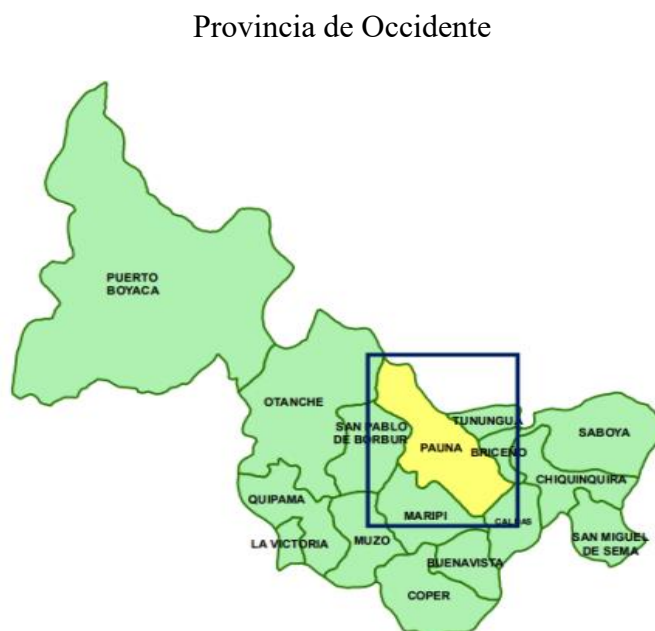 Provincia de Occidente
PUERTO
BOYACA
OTANCHE
SAN PABLO
DE BORBUR
TUNUNGUA
PAUNA
BRICEÑO
SABOYA
CHIQUINQUIRA
QUIPAMA
MARIPI
CALDAS
LA VICTORIA
MUZO
SAN MIGUEL
DE SEMA
BUENAVISTA
COPER